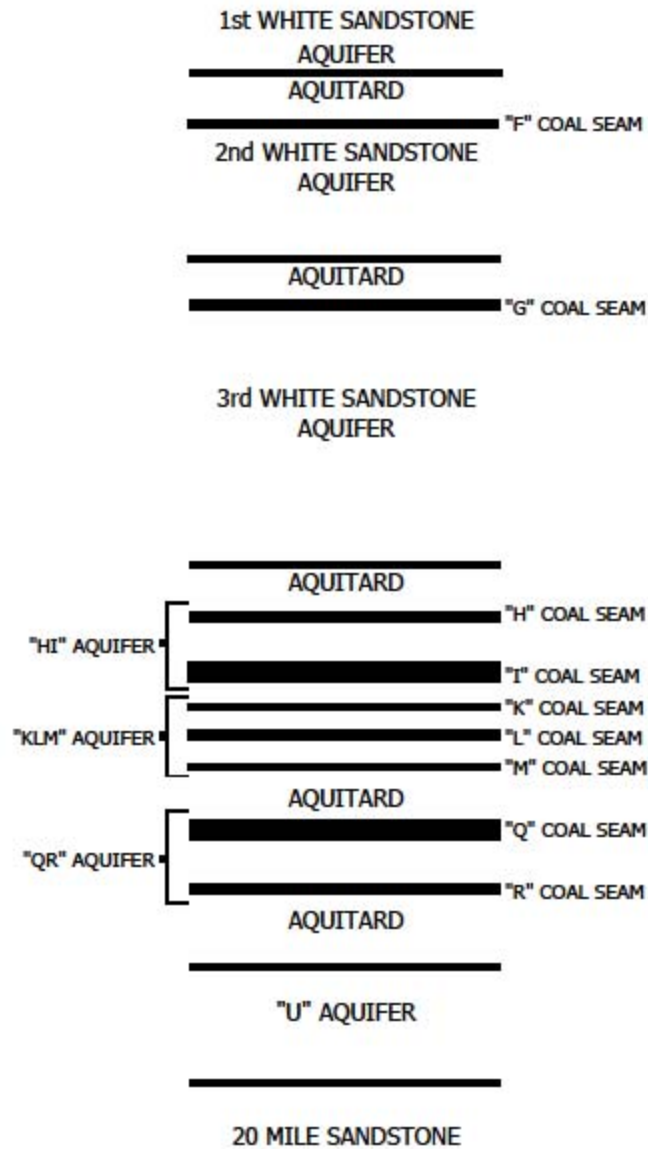 1st WHITE SANDSTONE
AQUIFER
AQUITARD
"F" COAL SEAM
2nd WHITE SANDSTONE
AQUIFER
AQUITARD
"G" COAL SEAM
3rd WHITE SANDSTONE
AQUIFER
AQUITARD
"H" COAL SEAM
"HI" AQUIFER
"I" COAL SEAM
"K" COAL SEAM
"KLM" AQUIFER
"L" COAL SEAM
"M" COAL SEAM
AQUITARD
"Q" COAL SEAM
"QR" AQUIFER
"R" COAL SEAM
AQUITARD
"U" AQUIFER
20 MILE SANDSTONE